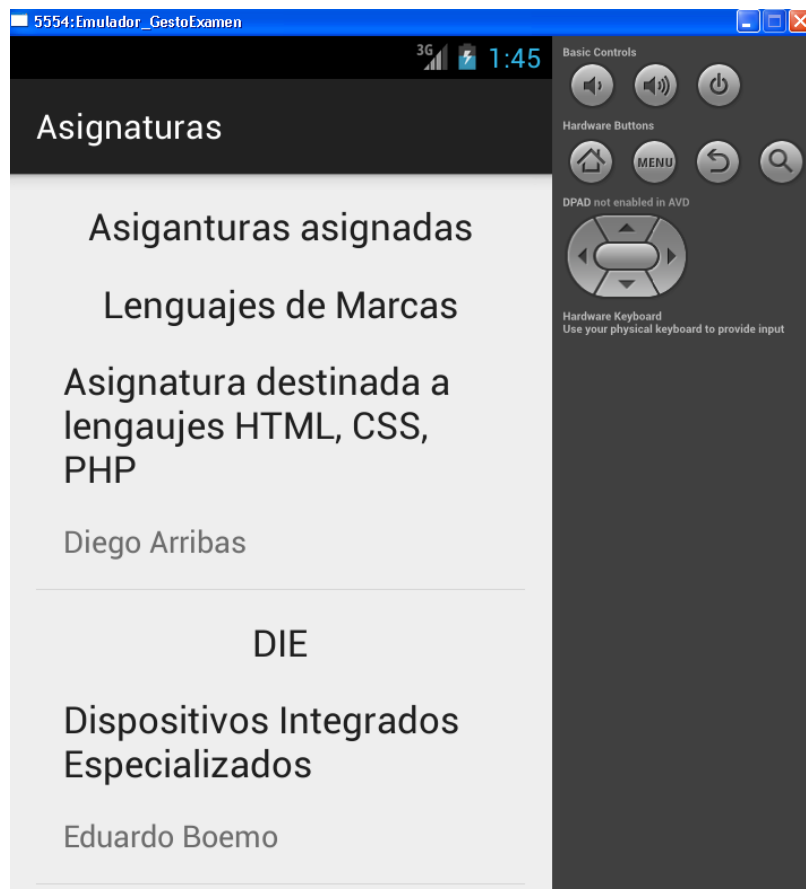 5554:Emulador_GestoExamen
3G 1:45
Asignaturas
Asiganturas asignadas
Lenguajes de Marcas
Asignatura destinada a
lengaujes HTML, CSS,
PHP
Diego Arribas
DIE
Dispositivos Integrados
Especializados
Eduardo Boemo
Basic Controls
Hardware Buttons
MENU
DPAD not enabled in AVD
Hardware Keyboard
Use your physical keyboard to provide input